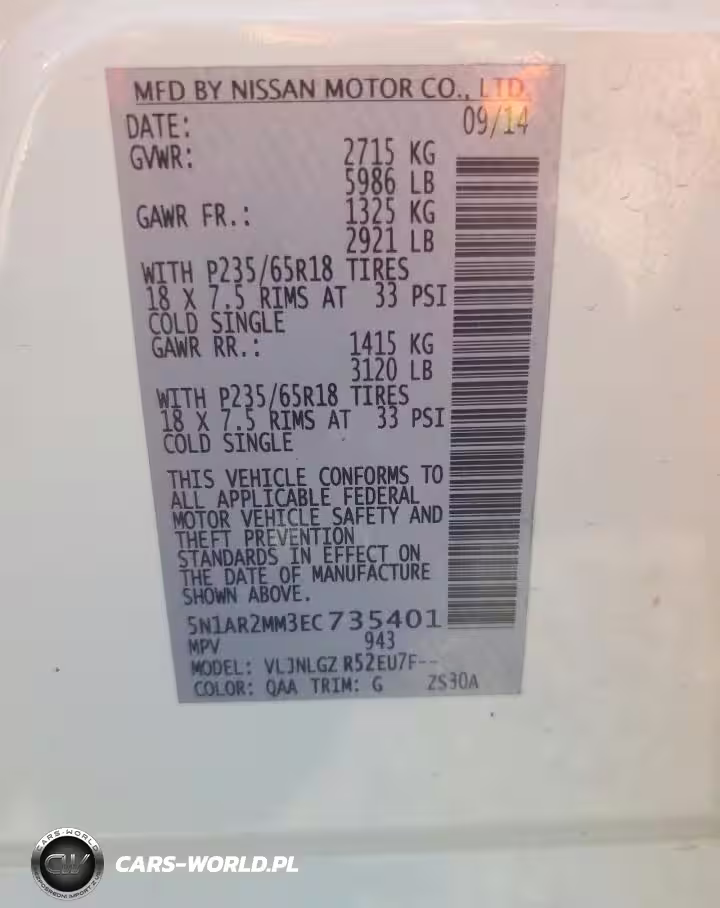 MFD BY NISSAN MOTOR CO., LTD.
DATE: 09/14
GVWR: 2715 KG
5986 LB
GAWR FR.: 1325 KG
2921 LB
WITH P235/65R18 TIRES
18 X 7.5 RIMS AT 33 PSI
COLD SINGLE
GAWR RR.: 1415 KG
3120 LB
WITH P235/65R18 TIRES
18 X 7.5 RIMS AT 33 PSI
COLD SINGLE
THIS VEHICLE CONFORMS TO
ALL APPLICABLE FEDERAL
MOTOR VEHICLE SAFETY AND
THEFT PREVENTION
STANDARDS IN EFFECT ON
THE DATE OF MANUFACTURE
SHOWN ABOVE.
5N1AR2MM3EC735401
MPV 943
MODEL: VLJNLGZ R52EU7F--
COLOR: QAA TRIM: G ZS30A
CARS-WORLD
CW
CARS-WORLD.PL